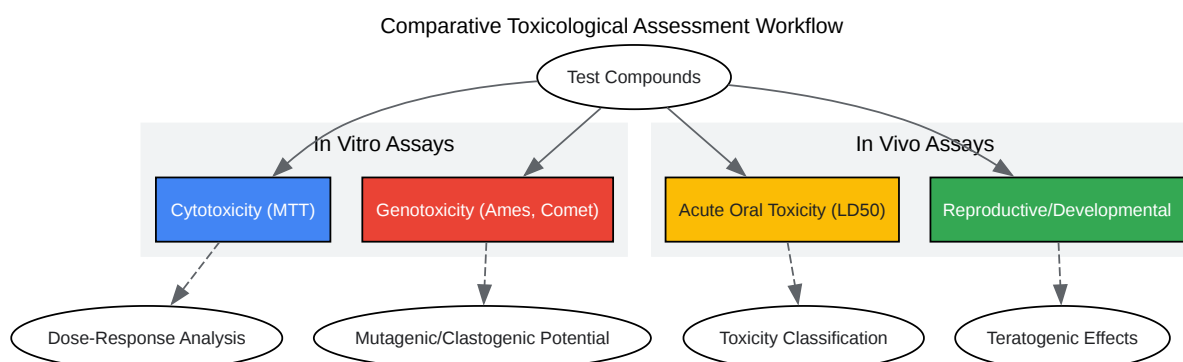 Comparative Toxicological Assessment Workflow
Test Compounds
In Vitro Assays
In Vivo Assays
Cytotoxicity (MTT)
Genotoxicity (Ames, Comet)
Acute Oral Toxicity (LD50)
Reproductive/Developmental
Dose-Response Analysis
Mutagenic/Clastogenic Potential
Toxicity Classification
Teratogenic Effects